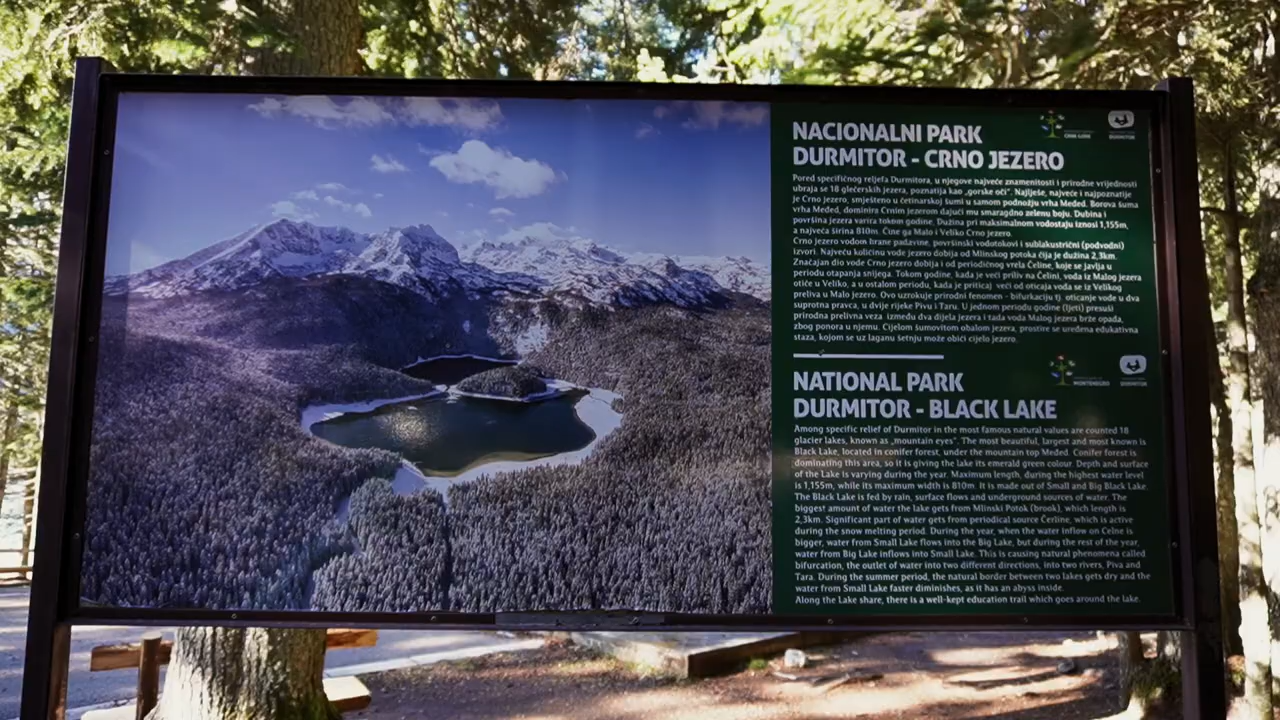 NACIONALNI PARK
DURMITOR - CRNO JEZERO
Pored specifičnog reljefa Durmitora, u njegove najveće znamenitosti i prirodne vrijednosti
ubraja se 18 glečerskih jezera, poznatija kao „gorske oči“. Najljepše, najveće i najpoznatije
je Crno jezero, smješteno u četinarskoj šumi u samom podnožju vrha Međed. Borova šuma
vrha Međed, dominira Crnim jezerom dajući mu smaragdno zelenu boju. Dubina i
površina jezera varira tokom godine. Dužina pri maksimalnom vodostaju iznosi 1,155m,
a najveća širina 810m. Čine ga Malo i Veliko Crno jezero.
Crno jezero vodom hrane padavine, površinski vodotokovi i sublakustrični (podvodni)
izvori. Najveću količinu vode jezero dobija od Mlinskog potoka čija je dužina 2,3km.
Značajan dio vode Crno jezero dobija i od periodičnog vrela Čeline, koje se javlja u
periodu otapanja snijega. Tokom godine, kada je veći priliv na Čelini, voda iz Malog jezera
otiče u Veliko, a u ostalom periodu, kada je priticaj veći od oticaja voda se iz Velikog
preliva u Malo jezero. Ovo uzrokuje prirodni fenomen - bifurkaciju tj. oticanje vode u dva
suprotna pravca, u dvije rijeke Pivu i Taru. U jednom periodu godine (ljeti) presuši
prirodna prelivna veza između dva dijela jezera i tada voda Malog jezera brže opada,
zbog ponora u njemu. Cijelom šumovitom obalom jezera, prostire se uređena edukativna
staza, kojom se uz laganu šetnju može obići cijelo jezero.
CRNE GORE
DURMITOR
NATIONAL PARK
DURMITOR - BLACK LAKE
MONTENEGRO
DURMITOR
Among specific relief of Durmitor in the most famous natural values are counted 18
glacier lakes, known as „mountain eyes“. The most beautiful, largest and most known is
Black Lake, located in conifer forest, under the mountain top Međed. Conifer forest is
dominating this area, so it is giving the lake its emerald green colour. Depth and surface
of the Lake is varying during the year. Maximum length, during the highest water level
is 1,155m, while its maximum width is 810m. It is made out of Small and Big Black Lake.
The Black Lake is fed by rain, surface flows and underground sources of water. The
biggest amount of water the lake gets from Mlinski Potok (brook), which length is
2,3km. Significant part of water gets from periodical source Čerline, which is active
during the snow melting period. During the year, when the water inflow on Čelne is
bigger, water from Small Lake flows into the Big Lake, but during the rest of the year,
water from Big Lake inflows into Small Lake. This is causing natural phenomena called
bifurcation, the outlet of water into two different directions, into two rivers, Piva and
Tara. During the summer period, the natural border between two lakes gets dry and the
water from Small Lake faster diminishes, as it has an abyss inside.
Along the Lake share, there is a well-kept education trail which goes around the lake.